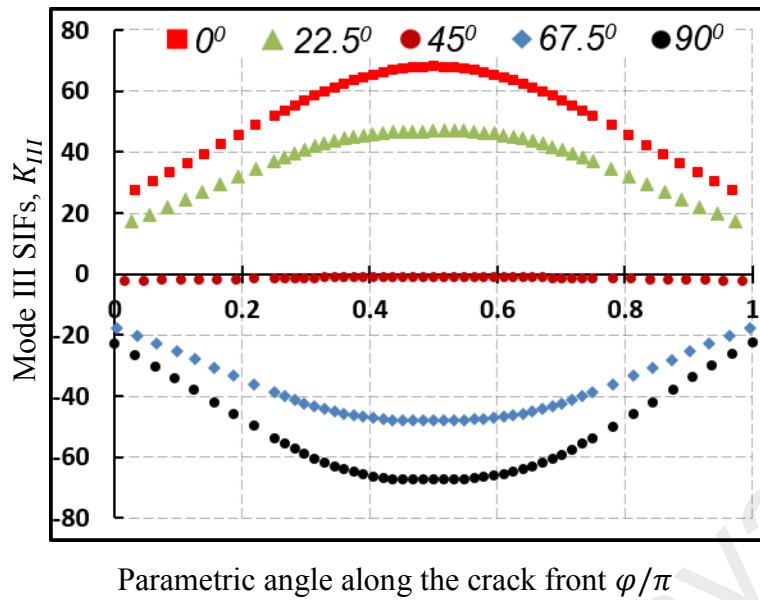 80
0⁰ 22.5⁰ 45⁰ 67.5⁰ 90⁰
60
40
20
0
0 0.2 0.4 0.6 0.8 1
-20
-40
-60
-80
Mode III SIFs, K_III
Parametric angle along the crack front φ/π